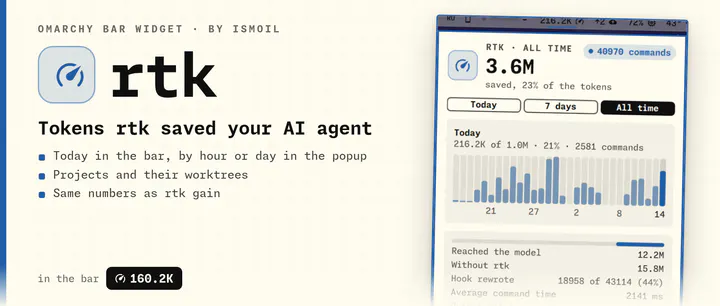 OMARCHY BAR WIDGET · BY ISMOIL
rtk
Tokens rtk saved your AI agent
Today in the bar, by hour or day in the popup
Projects and their worktrees
Same numbers as rtk gain
in the bar
160.2K
216.2K
+2
72%
43°
RTK · ALL TIME
40970 commands
3.6M
saved, 23% of the tokens
Today
7 days
All time
Today
216.2K of 1.0M · 21% · 2581 commands
21 27 2 8 14
Reached the model 12.2M
Without rtk 15.8M
Hook rewrote 18958 of 43114 (44%)
Average command time 2141 ms